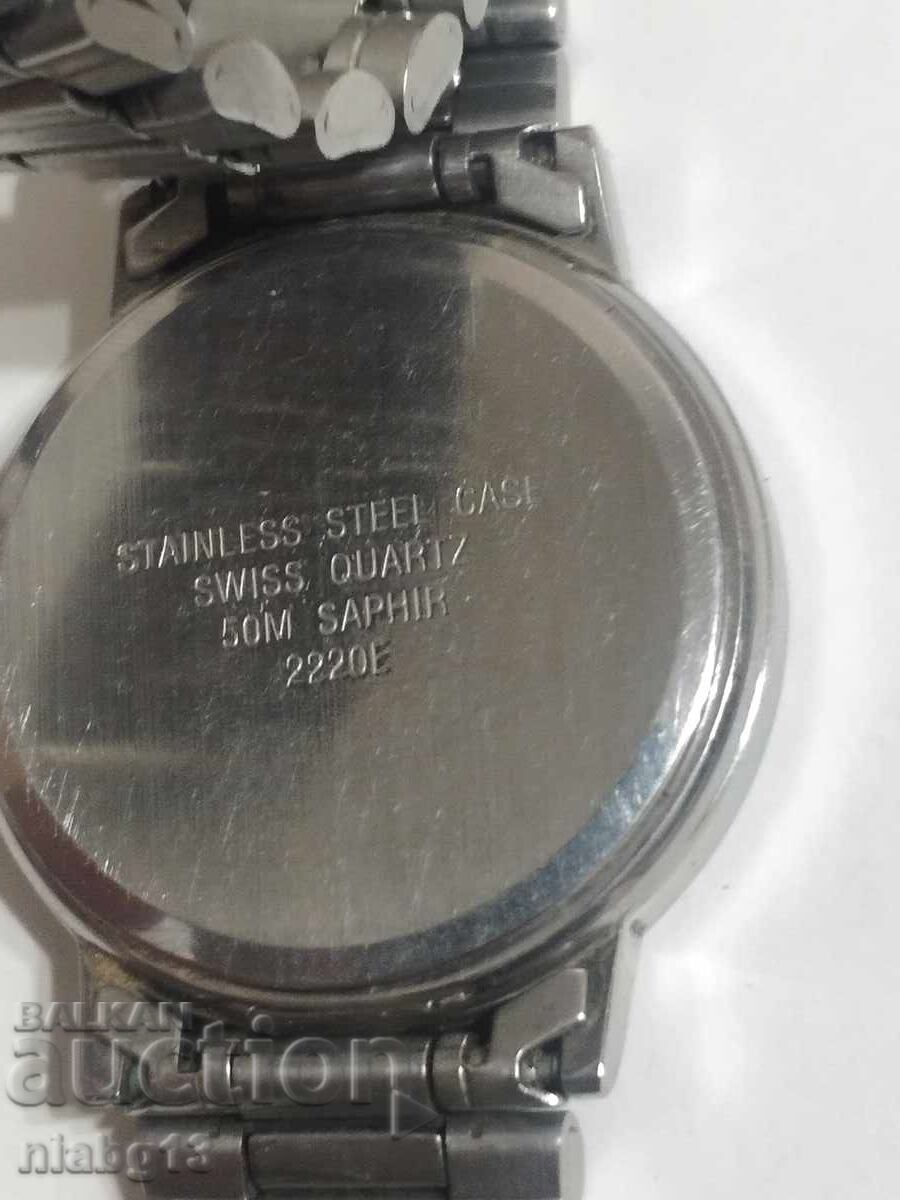 STAINLESS STEEL CASE
SWISS QUARTZ
50M SAPHIR
2220E
BALKAN
auction
niabg13